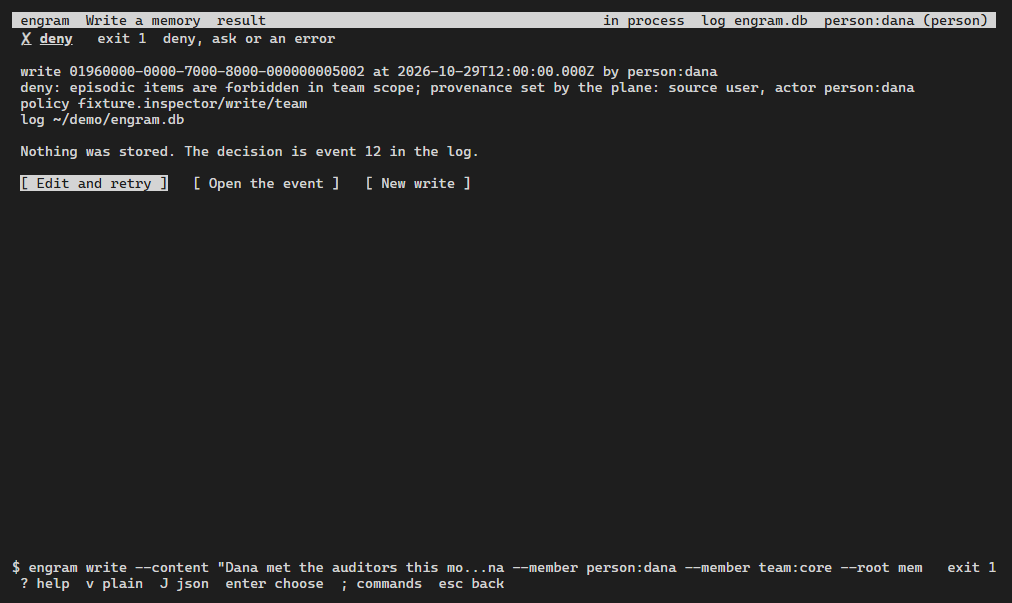 engram  Write a memory  result    in process  log engram.db  person:dana (person)
X deny   exit 1  deny, ask or an error
write 01960000-0000-7000-8000-000000005002 at 2026-10-29T12:00:00.000Z by person:dana
deny: episodic items are forbidden in team scope; provenance set by the plane: source user, actor person:dana
policy fixture.inspector/write/team
log ~/demo/engram.db
Nothing was stored. The decision is event 12 in the log.
[ Edit and retry ]   [ Open the event ]   [ New write ]
$ engram write --content "Dana met the auditors this mo...na --member person:dana --member team:core --root mem   exit 1
? help  v plain  J json  enter choose  ; commands  esc back